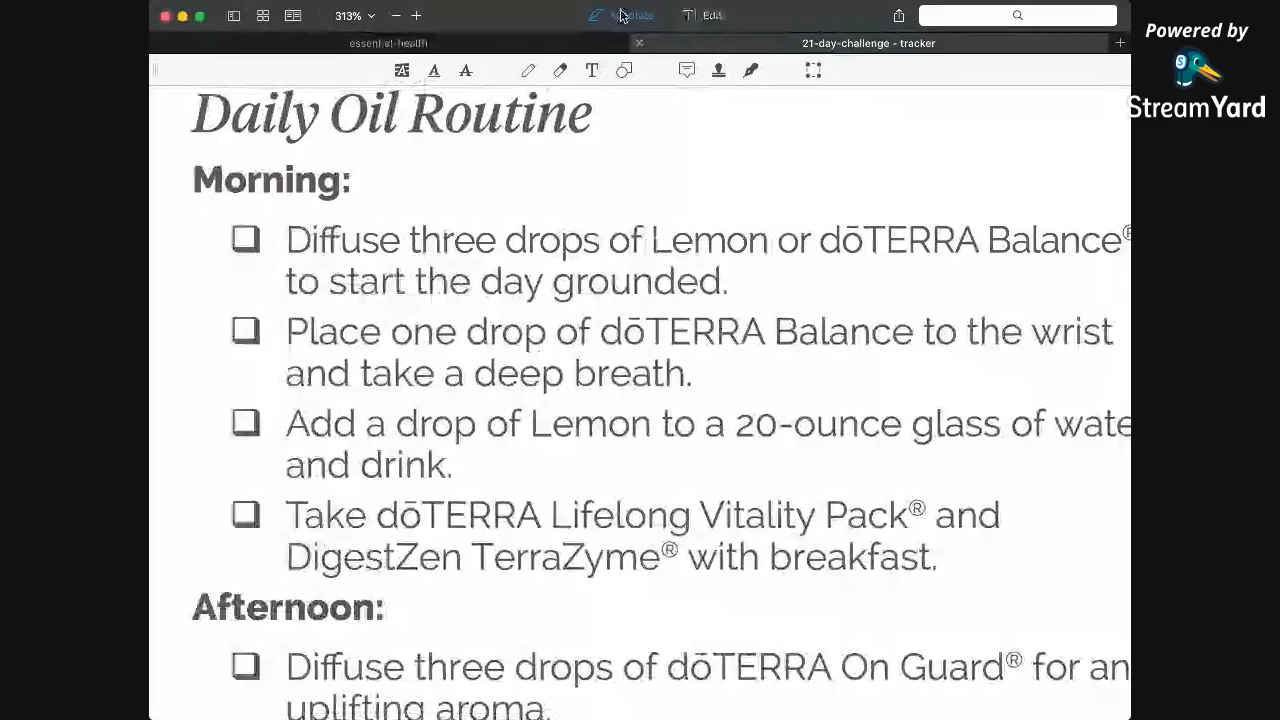 313%
Annotate
Edit
Powered by
StreamYard
essential-health
21-day-challenge - tracker
Daily Oil Routine
Morning:
Diffuse three drops of Lemon or dōTERRA Balance®
to start the day grounded.
Place one drop of dōTERRA Balance to the wrist
and take a deep breath.
Add a drop of Lemon to a 20-ounce glass of wate
and drink.
Take dōTERRA Lifelong Vitality Pack® and
DigestZen TerraZyme® with breakfast.
Afternoon:
Diffuse three drops of dōTERRA On Guard® for an
uplifting aroma.